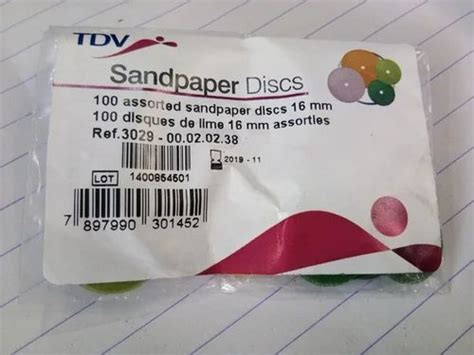 TDV
Sandpaper Discs
100 assorted sandpaper discs 16 mm
100 disques de lime 16 mm assorties
Ref.3029 - 00.02.02.38
2019 - 11
LOT 1400854501
7 897990 301452